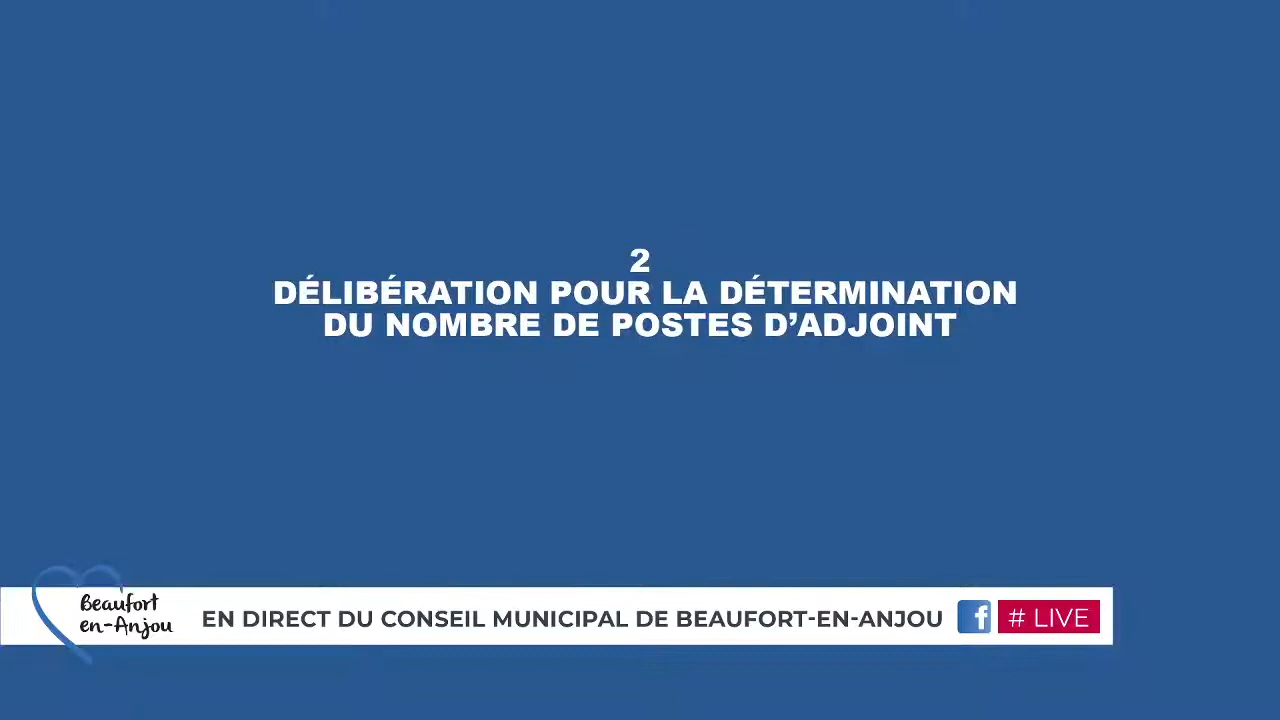 2
DÉLIBÉRATION POUR LA DÉTERMINATION
DU NOMBRE DE POSTES D’ADJOINT
Beaufort
en-Anjou
EN DIRECT DU CONSEIL MUNICIPAL DE BEAUFORT-EN-ANJOU
f
# LIVE